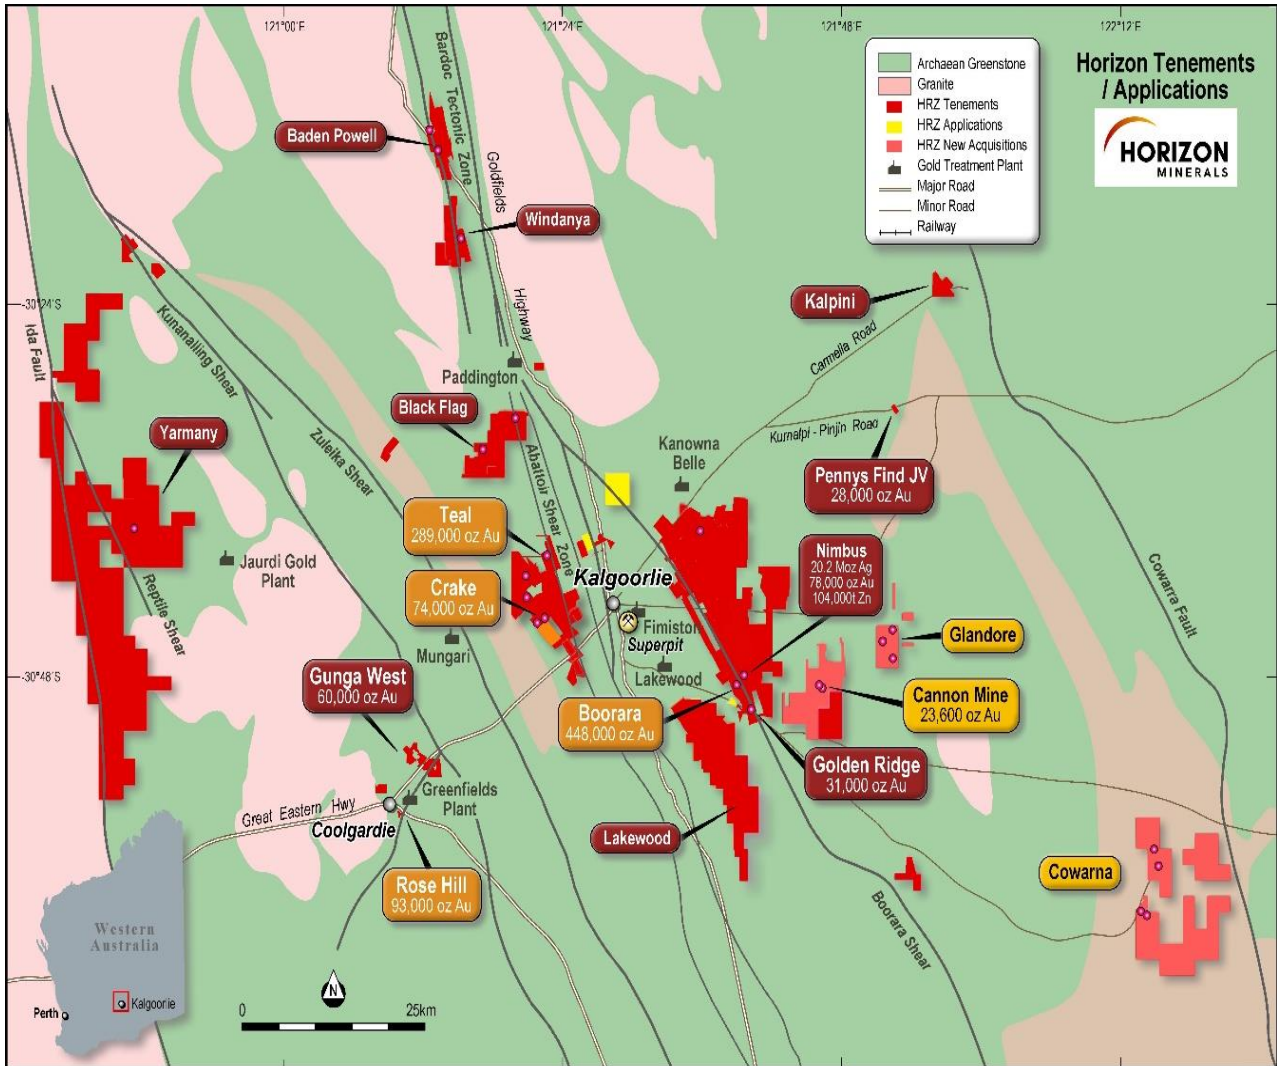 121°00'E
121°24'E
121°48'E
122°12'E
Archaean Greenstone
Granite
HRZ Tenements
HRZ Applications
HRZ New Acquisitions
Gold Treatment Plant
Major Road
Minor Road
Railway
Horizon Tenements
/ Applications
HORIZON
MINERALS
Bardoc Tectonic Zone
Goldfields
Highway
Baden Powell
Windanya
Kalpini
Carmelia Road
-30°24'S
Ida Fault
Kunanalling Shear
Paddington
Black Flag
Yarmany
Zuleika Shear
Abattoir Shear Zone
Kanowna
Belle
Kurnalpi - Pinjin Road
Pennys Find JV
28,000 oz Au
Teal
289,000 oz Au
Nimbus
20.2 Moz Ag
78,000 oz Au
104,000t Zn
Cowarra Fault
Jaurdi Gold
Plant
Reptile Shear
Crake
74,000 oz Au
Kalgoorlie
Fimiston
Superpit
Glandore
Mungari
Lakewood
-30°48'S
Gunga West
60,000 oz Au
Boorara
448,000 oz Au
Cannon Mine
23,600 oz Au
Golden Ridge
31,000 oz Au
Greenfields
Plant
Great Eastern Hwy
Coolgardie
Lakewood
Cowarna
Rose Hill
93,000 oz Au
Boorara Shear
Western
Australia
Perth
Kalgoorlie
N
0
25km